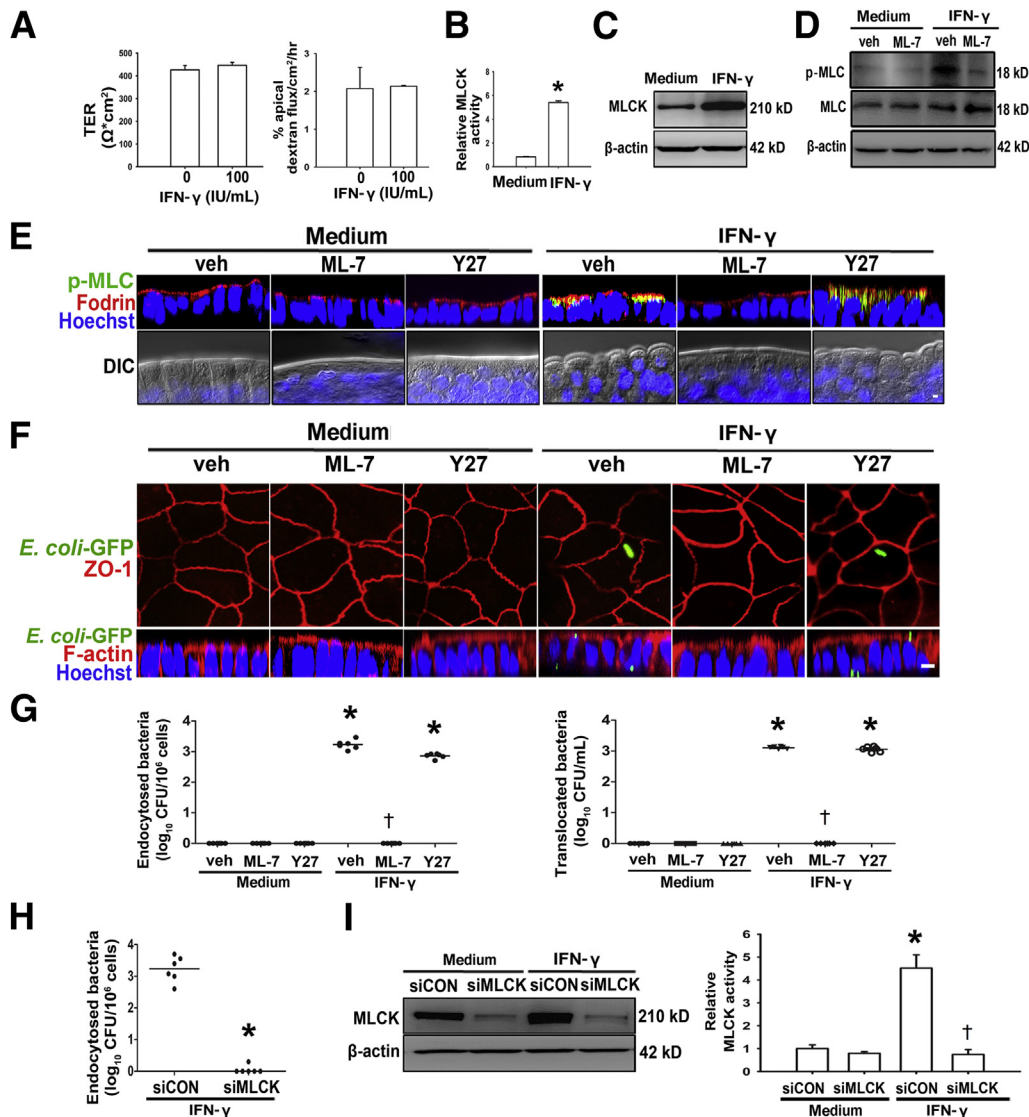 A
TER
(Ω*cm²)
500
400
300
200
100
0
0
100
IFN-γ (IU/mL)
% apical
dextran flux/cm²/hr
3
2
1
0
0
100
IFN-γ (IU/mL)
B
Relative MLCK
activity
8
6
4
2
0
*
Medium
IFN-γ
C
Medium
IFN-γ
MLCK
210 kD
β-actin
42 kD
D
Medium
IFN-γ
veh
ML-7
veh
ML-7
p-MLC
18 kD
MLC
18 kD
β-actin
42 kD
E
Medium
IFN-γ
veh
ML-7
Y27
veh
ML-7
Y27
p-MLC
Fodrin
Hoechst
DIC
F
Medium
IFN-γ
veh
ML-7
Y27
veh
ML-7
Y27
E. coli-GFP
ZO-1
E. coli-GFP
F-actin
Hoechst
G
Endocytosed bacteria
(log₁₀ CFU/10⁶ cells)
4
3
2
1
0
*
†
*
veh
ML-7
Y27
veh
ML-7
Y27
Medium
IFN-γ
Translocated bacteria
(log₁₀ CFU/mL)
4
3
2
1
0
*
†
*
veh
ML-7
Y27
veh
ML-7
Y27
Medium
IFN-γ
H
Endocytosed bacteria
(log₁₀ CFU/10⁶ cells)
4
3
2
1
0
*
siCON
siMLCK
IFN-γ
I
Medium
IFN-γ
siCON
siMLCK
siCON
siMLCK
MLCK
210 kD
β-actin
42 kD
Relative
MLCK activity
6
5
4
3
2
1
0
*
†
siCON
siMLCK
siCON
siMLCK
Medium
IFN-γ